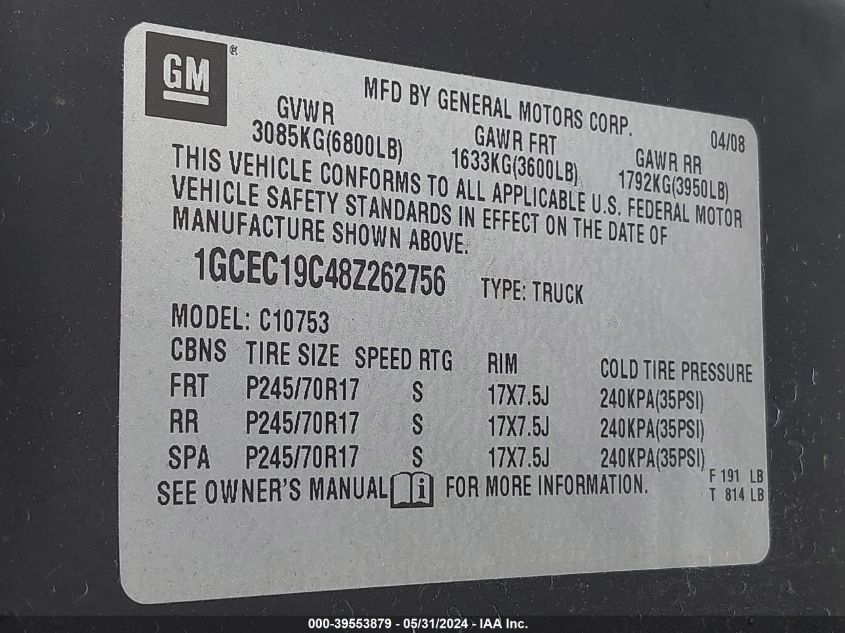 GM®
MFD BY GENERAL MOTORS CORP. 04/08
GVWR GAWR FRT GAWR RR
3085KG(6800LB) 1633KG(3600LB) 1792KG(3950LB)
THIS VEHICLE CONFORMS TO ALL APPLICABLE U.S. FEDERAL MOTOR
VEHICLE SAFETY STANDARDS IN EFFECT ON THE DATE OF
MANUFACTURE SHOWN ABOVE.
1GCEC19C48Z262756 TYPE: TRUCK
MODEL: C10753
CBNS TIRE SIZE SPEED RTG RIM COLD TIRE PRESSURE
FRT P245/70R17 S 17X7.5J 240KPA(35PSI)
RR P245/70R17 S 17X7.5J 240KPA(35PSI)
SPA P245/70R17 S 17X7.5J 240KPA(35PSI)
SEE OWNER'S MANUAL i FOR MORE INFORMATION.
F 191 LB
T 814 LB
000-39553879 - 05/31/2024 - IAA Inc.